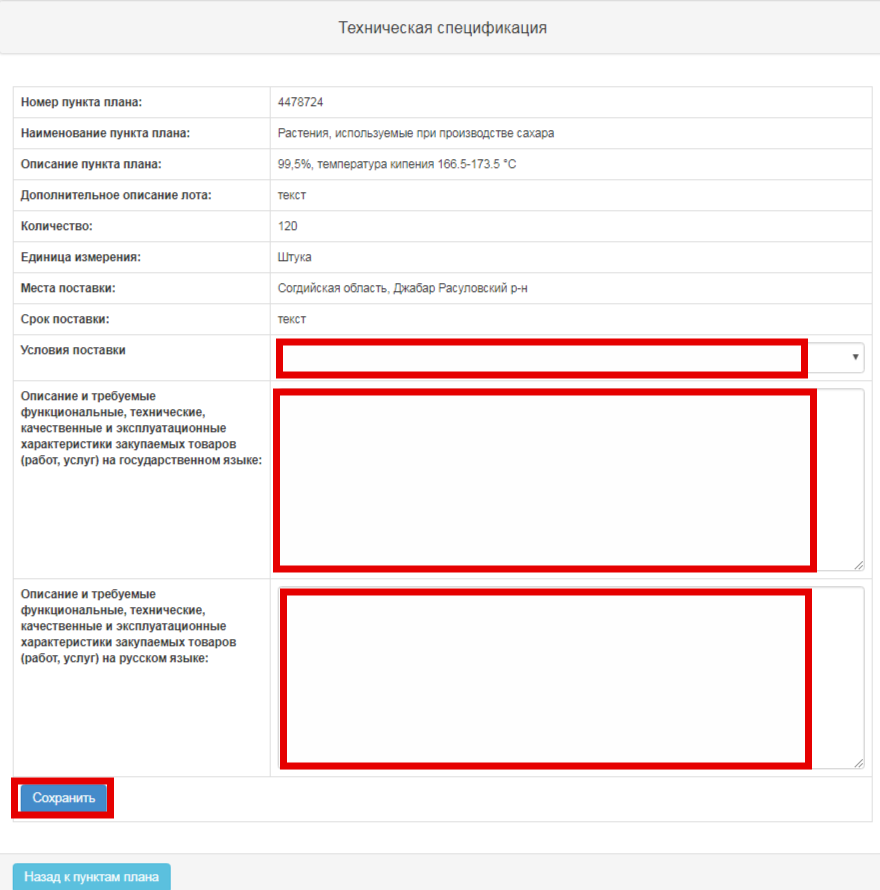 Техническая спецификация
Номер пункта плана: 4478724
Наименование пункта плана: Растения, используемые при производстве сахара
Описание пункта плана: 99,5%, температура кипения 166.5-173.5 °C
Дополнительное описание лота: текст
Количество: 120
Единица измерения: Штука
Места поставки: Согдийская область, Джабар Расуловский р-н
Срок поставки: текст
Условия поставки
Описание и требуемые
функциональные, технические,
качественные и эксплуатационные
характеристики закупаемых товаров
(работ, услуг) на государственном языке:
Описание и требуемые
функциональные, технические,
качественные и эксплуатационные
характеристики закупаемых товаров
(работ, услуг) на русском языке:
Сохранить
Назад к пунктам плана